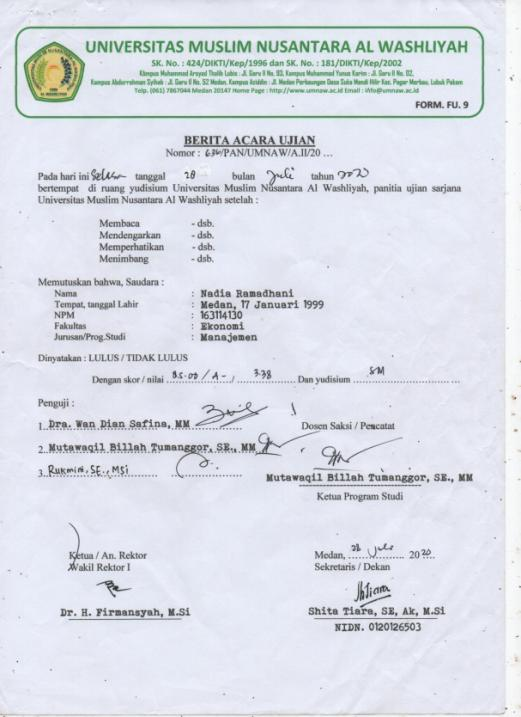 UNIVERSITAS MUSLIM NUSANTARA AL WASHLIYAH
SK. No. : 424/DIKTI/Kep/1996 dan SK. No. : 181/DIKTI/Kep/2002
Kampus Muhammad Arsyad Thalib Lubis : Jl. Garu II No. 93, Kampus Muhammad Yunus Karim : Jl. Garu II No. 02,
Kampus Abdurrahman Syihab : Jl. Garu II No. 52 Medan, Kampus Aziddin : Jl. Medan Perbaungan Desa Suka Mandi Hilir Kec. Pagar Merbau, Lubuk Pakam
Telp. (061) 7867044 Medan 20147 Home Page : http://www.umnaw.ac.id Email : info@umnaw.ac.id
FORM. FU. 9
BERITA ACARA UJIAN
Nomor : 636/PAN/UMNAW/A.II/20 ...
Pada hari ini Selasa tanggal 28 bulan Juli tahun 2020
bertempat di ruang yudisium Universitas Muslim Nusantara Al Washliyah, panitia ujian sarjana
Universitas Muslim Nusantara Al Washliyah setelah :
Membaca - dsb.
Mendengarkan - dsb.
Memperhatikan - dsb.
Menimbang - dsb.
Memutuskan bahwa, Saudara :
Nama : Nadia Ramadhani
Tempat, tanggal Lahir : Medan, 17 Januari 1999
NPM : 163114130
Fakultas : Ekonomi
Jurusan/Prog.Studi : Manajemen
Dinyatakan : LULUS / TIDAK LULUS
Dengan skor / nilai 85.00 / A- / 3.38 Dan yudisium SM
Penguji :
1. Dra. Wan Dian Safina, MM
Dosen Saksi / Pencatat
2. Mutawaqil Billah Tumanggor, SE., MM
3. Rukmini, SE., MSi
Mutawaqil Billah Tumanggor, SE., MM
Ketua Program Studi
Ketua / An. Rektor
Wakil Rektor I
Medan, 28 Juli 2020
Sekretaris / Dekan
Dr. H. Firmansyah, M.Si
Shita Tiara, SE, Ak, M.Si
NIDN. 0120126503